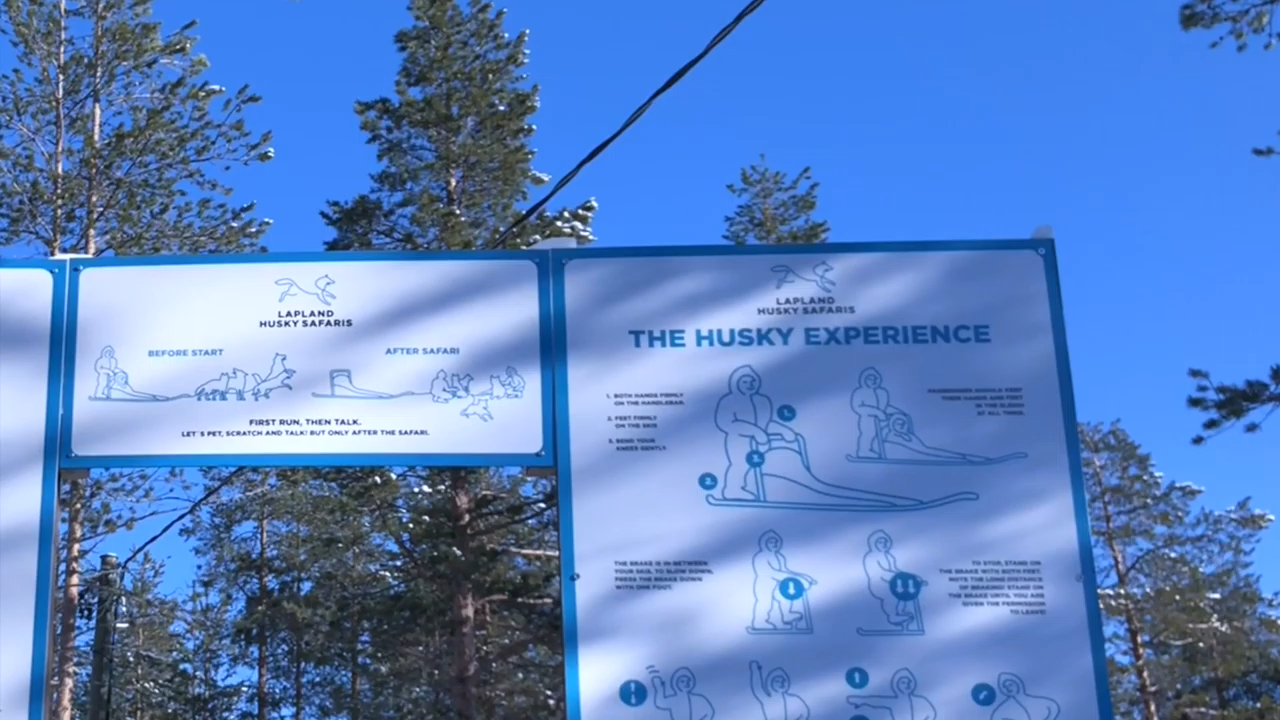 LAPLAND
HUSKY SAFARIS
BEFORE START
AFTER SAFARI
FIRST RUN, THEN TALK.
LET´S PET, SCRATCH AND TALK! BUT ONLY AFTER THE SAFARI.
LAPLAND
HUSKY SAFARIS
THE HUSKY EXPERIENCE
1. BOTH HANDS FIRMLY
ON THE HANDLEBAR.
2. FEET FIRMLY
ON THE SKIS
3. BEND YOUR
KNEES GENTLY.
1.
3.
2.
PASSENGERS SHOULD KEEP
THEIR HANDS AND FEET
IN THE SLEIGH
AT ALL TIMES.
THE BRAKE IS IN-BETWEEN
YOUR SKIS, TO SLOW DOWN,
PRESS THE BRAKE DOWN
WITH ONE FOOT.
TO STOP, STAND ON
THE BRAKE WITH BOTH FEET.
NOTE THE LONG DISTANCE
OF BRAKING! STAND ON
THE BRAKE UNTIL YOU ARE
GIVEN THE PERMISSION
TO LEAVE!